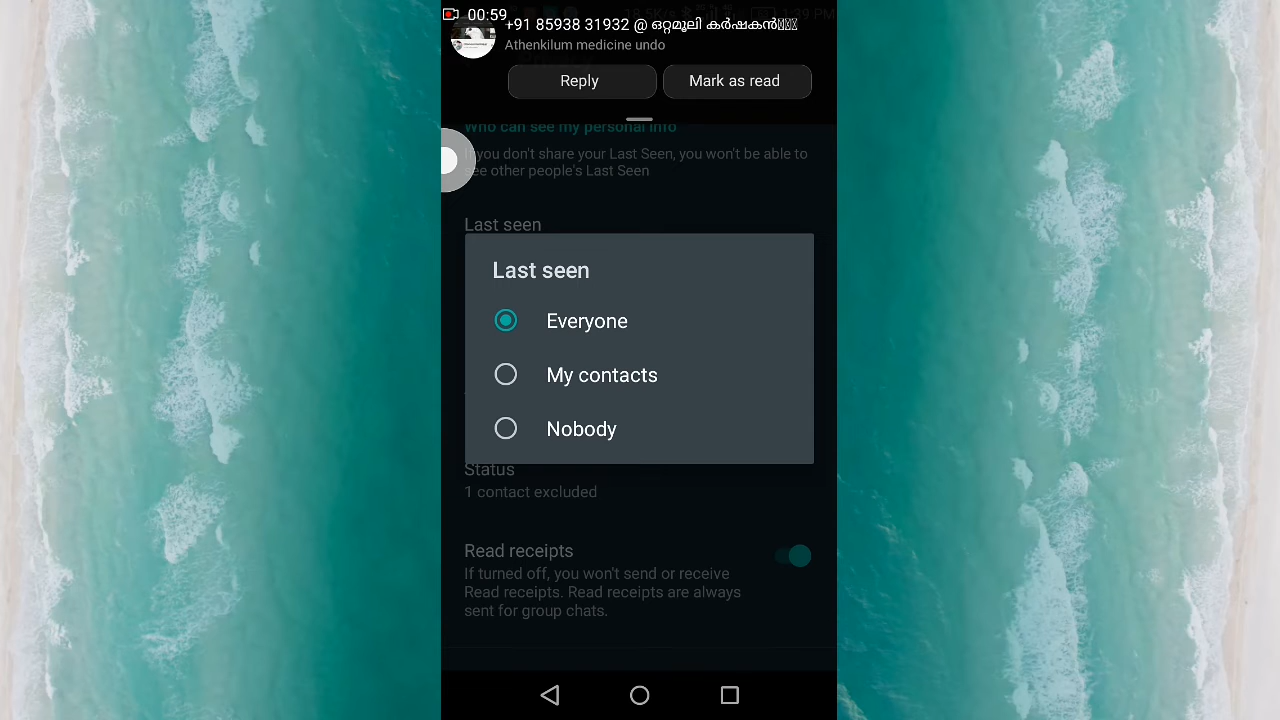 00:59
1:39 PM
+91 85938 31932 @ ഒറ്റമൂലി കർഷകൻ
Athenkilum medicine undo
Reply
Mark as read
Who can see my personal info
If you don't share your Last Seen, you won't be able to
see other people's Last Seen
Last seen
Last seen
Everyone
My contacts
Nobody
Status
1 contact excluded
Read receipts
If turned off, you won't send or receive
Read receipts. Read receipts are always
sent for group chats.